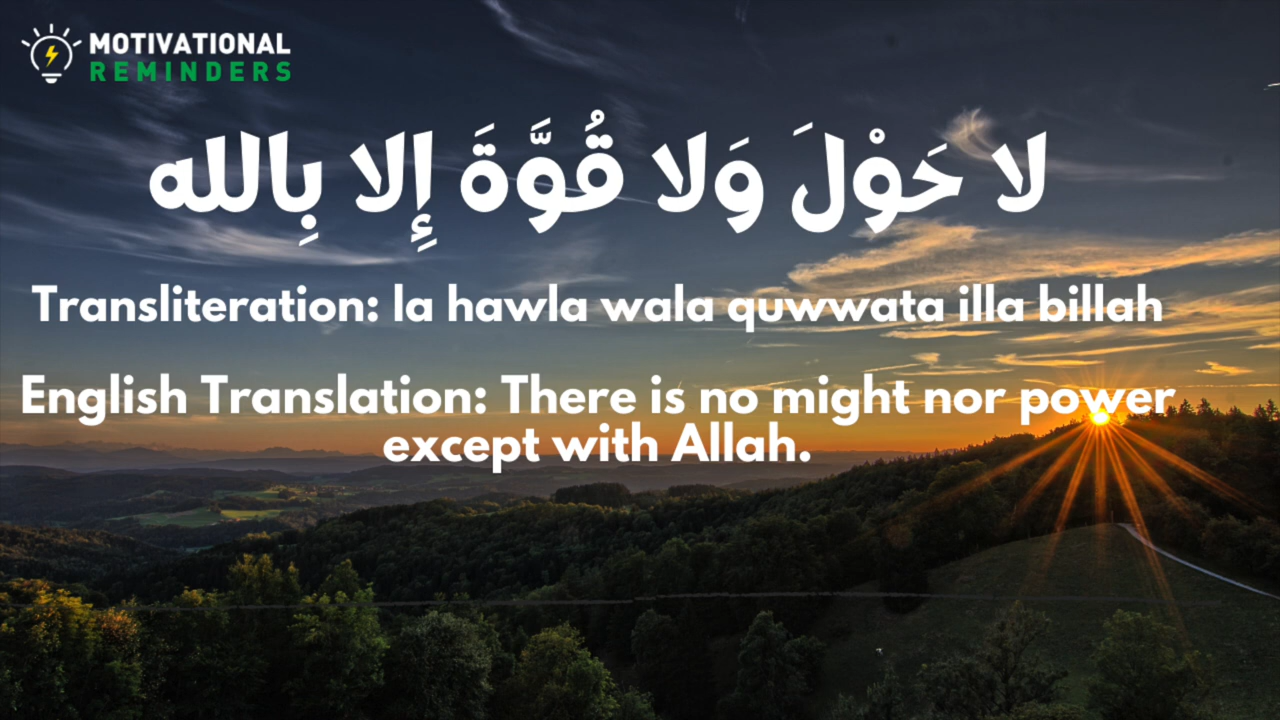 MOTIVATIONAL
REMINDERS
لا حَوْلَ وَلا قُوَّةَ إِلا بِالله
Transliteration: la hawla wala quwwata illa billah
English Translation: There is no might nor power
except with Allah.